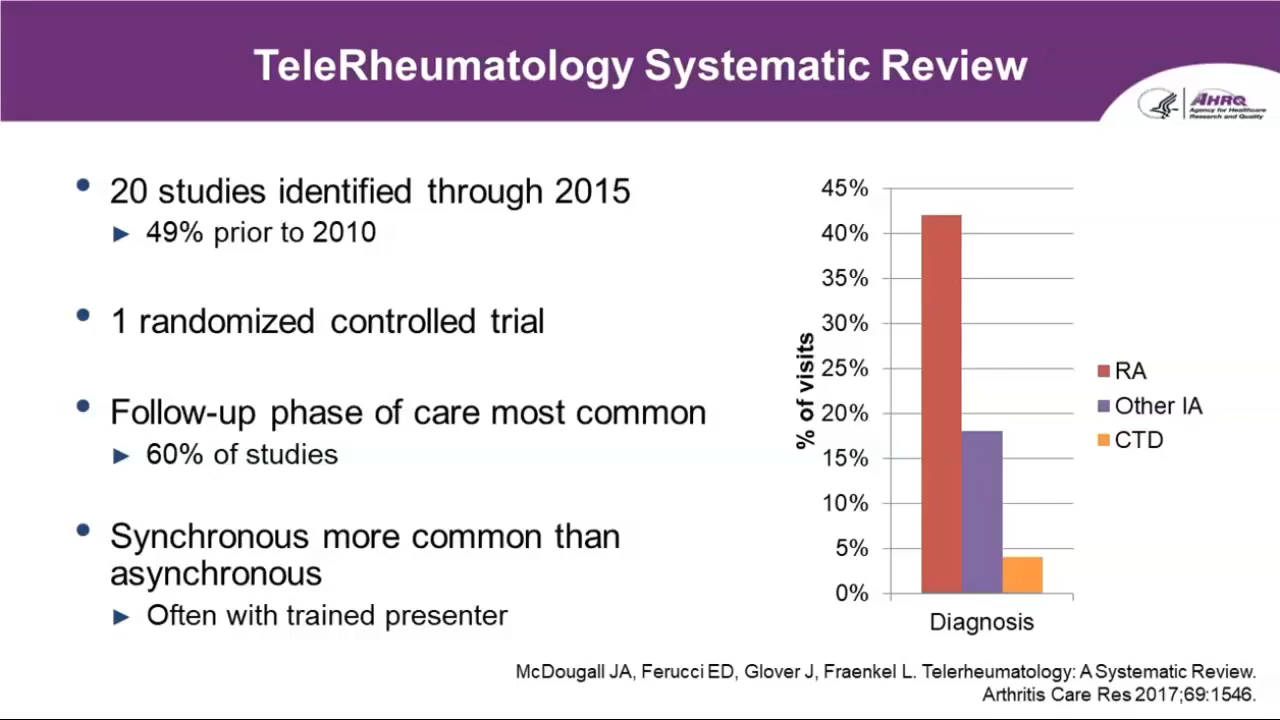 TeleRheumatology Systematic Review
AHRQ
Agency for Healthcare
Research and Quality
• 20 studies identified through 2015
► 49% prior to 2010
• 1 randomized controlled trial
• Follow-up phase of care most common
► 60% of studies
• Synchronous more common than
asynchronous
► Often with trained presenter
% of visits
45%
40%
35%
30%
25%
20%
15%
10%
5%
0%
Diagnosis
RA
Other IA
CTD
McDougall JA, Ferucci ED, Glover J, Fraenkel L. Telerheumatology: A Systematic Review.
Arthritis Care Res 2017;69:1546.